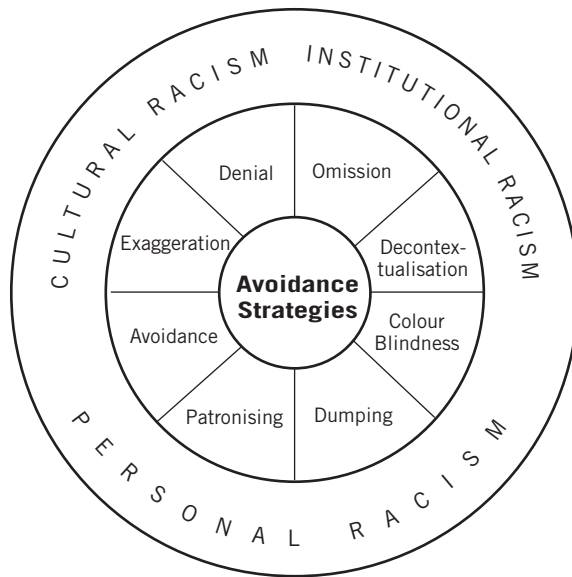 CULTURAL RACISM
INSTITUTIONAL RACISM
Denial
Omission
Exaggeration
Decontex-
tualisation
Avoidance
Strategies
Avoidance
Colour
Blindness
Patronising
Dumping
PERSONAL RACISM